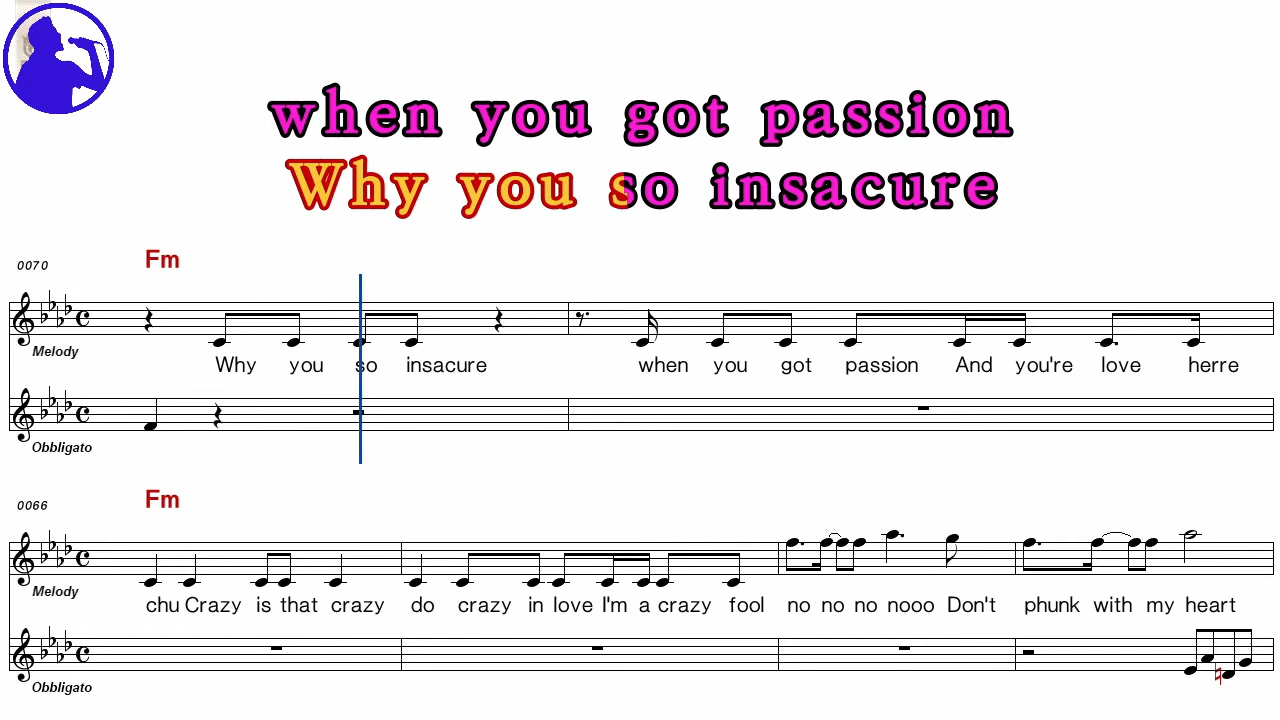 when you got passion
Why you so insacure
0070
Fm
Melody
Why you so insacure when you got passion And you're love herre
Obbligato
0066
Fm
Melody
chu Crazy is that crazy do crazy in love I'm a crazy fool no no no nooo Don't phunk with my heart
Obbligato